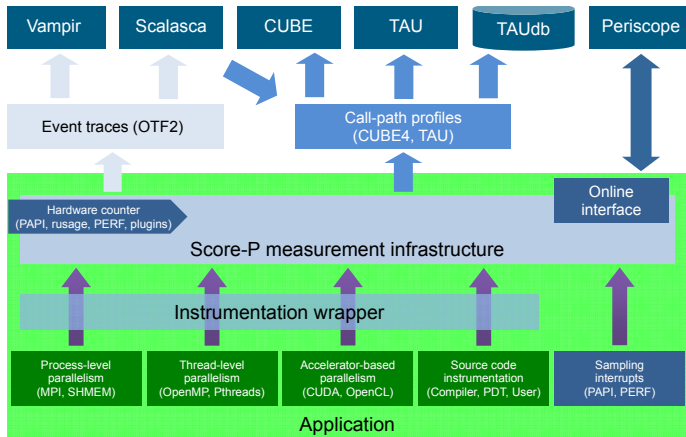 Vampir
Scalasca
CUBE
TAU
TAUdb
Periscope
Event traces (OTF2)
Call-path profiles
(CUBE4, TAU)
Hardware counter
(PAPI, rusage, PERF, plugins)
Online
interface
Score-P measurement infrastructure
Instrumentation wrapper
Process-level
parallelism
(MPI, SHMEM)
Thread-level
parallelism
(OpenMP, Pthreads)
Accelerator-based
parallelism
(CUDA, OpenCL)
Source code
instrumentation
(Compiler, PDT, User)
Sampling
interrupts
(PAPI, PERF)
Application